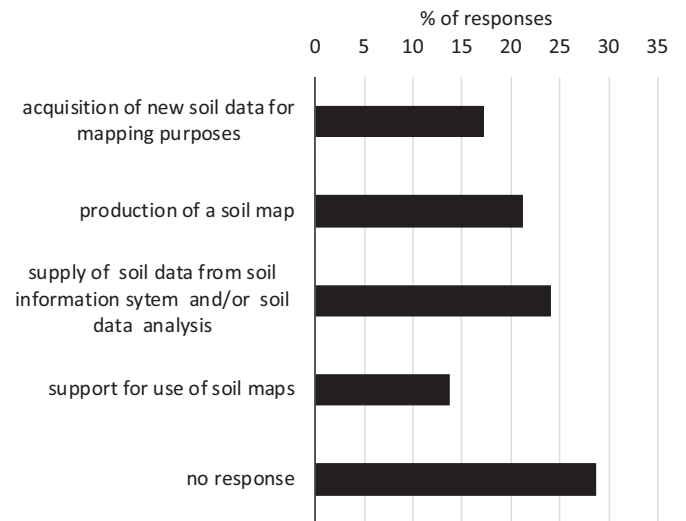 % of responses
0 5 10 15 20 25 30 35
acquisition of new soil data for
mapping purposes
production of a soil map
supply of soil data from soil
information sytem and/or soil
data analysis
support for use of soil maps
no response